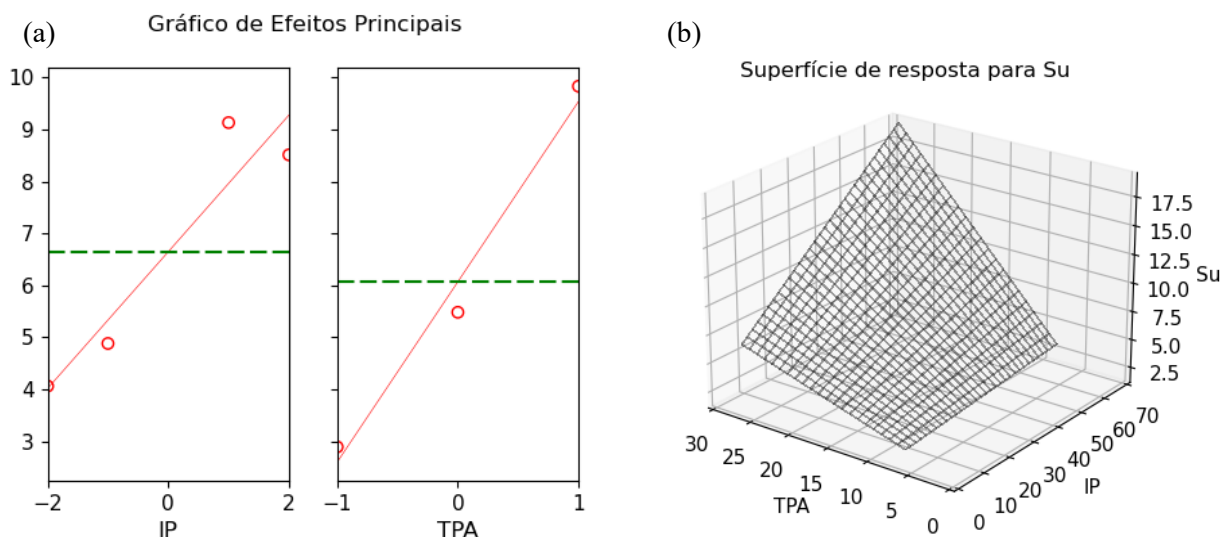 (a)
Gráfico de Efeitos Principais
10
9
8
7
6
5
4
3
−2 0 2
IP
−1 0 1
TPA
(b)
Superfície de resposta para Su
17.5
15.0
12.5
10.0
7.5
5.0
2.5
Su
30 25 20 15 10 5 0
TPA
0 10 20 30 40 50 60 70
IP